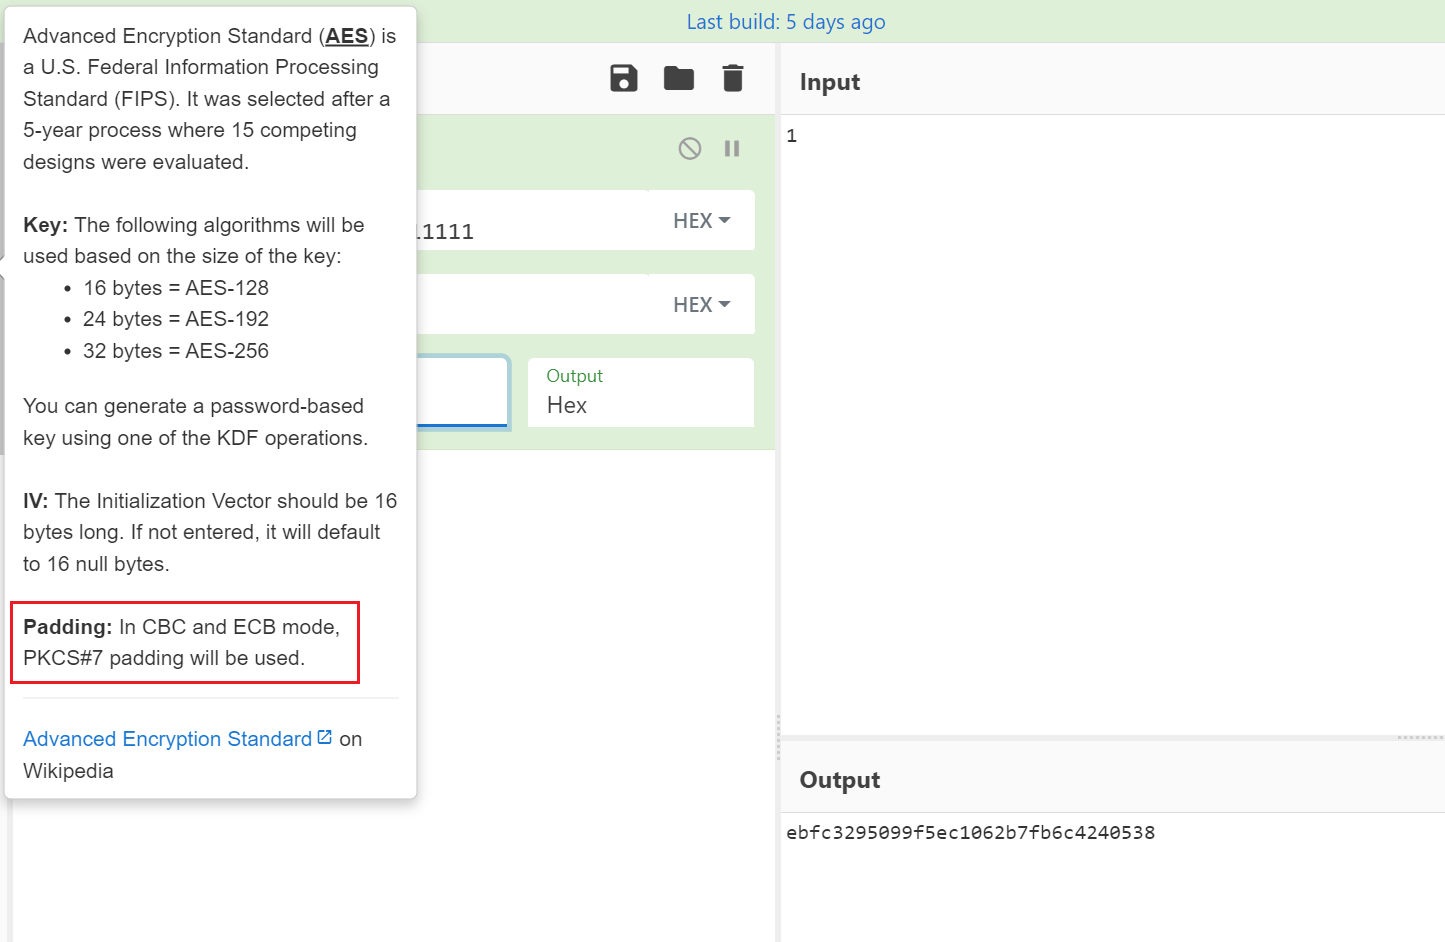 Last build: 5 days ago
Advanced Encryption Standard (AES) is
a U.S. Federal Information Processing
Standard (FIPS). It was selected after a
5-year process where 15 competing
designs were evaluated.
Key: The following algorithms will be
used based on the size of the key:
• 16 bytes = AES-128
• 24 bytes = AES-192
• 32 bytes = AES-256
You can generate a password-based
key using one of the KDF operations.
IV: The Initialization Vector should be 16
bytes long. If not entered, it will default
to 16 null bytes.
Padding: In CBC and ECB mode,
PKCS#7 padding will be used.
Advanced Encryption Standard on
Wikipedia
1111
HEX
HEX
Output
Hex
Input
1
Output
ebfc3295099f5ec1062b7fb6c4240538